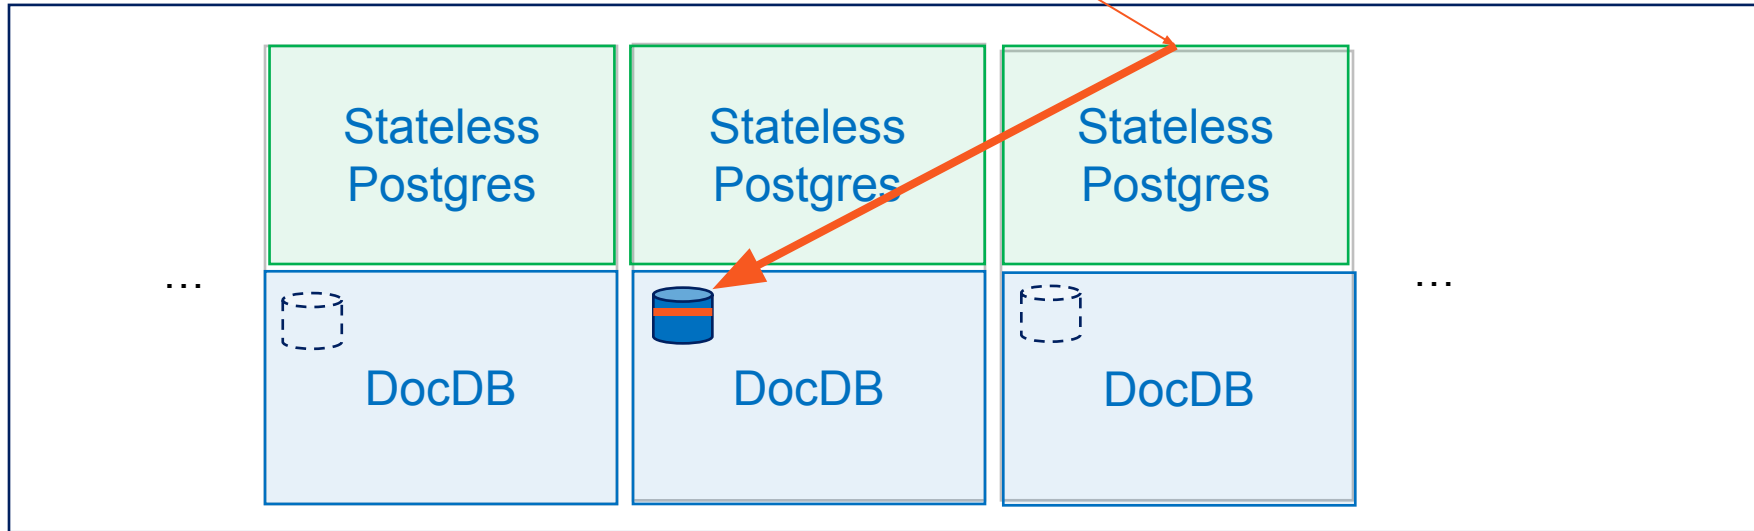 Stateless
Postgres
Stateless
Postgres
Stateless
Postgres
...
...
DocDB
DocDB
DocDB